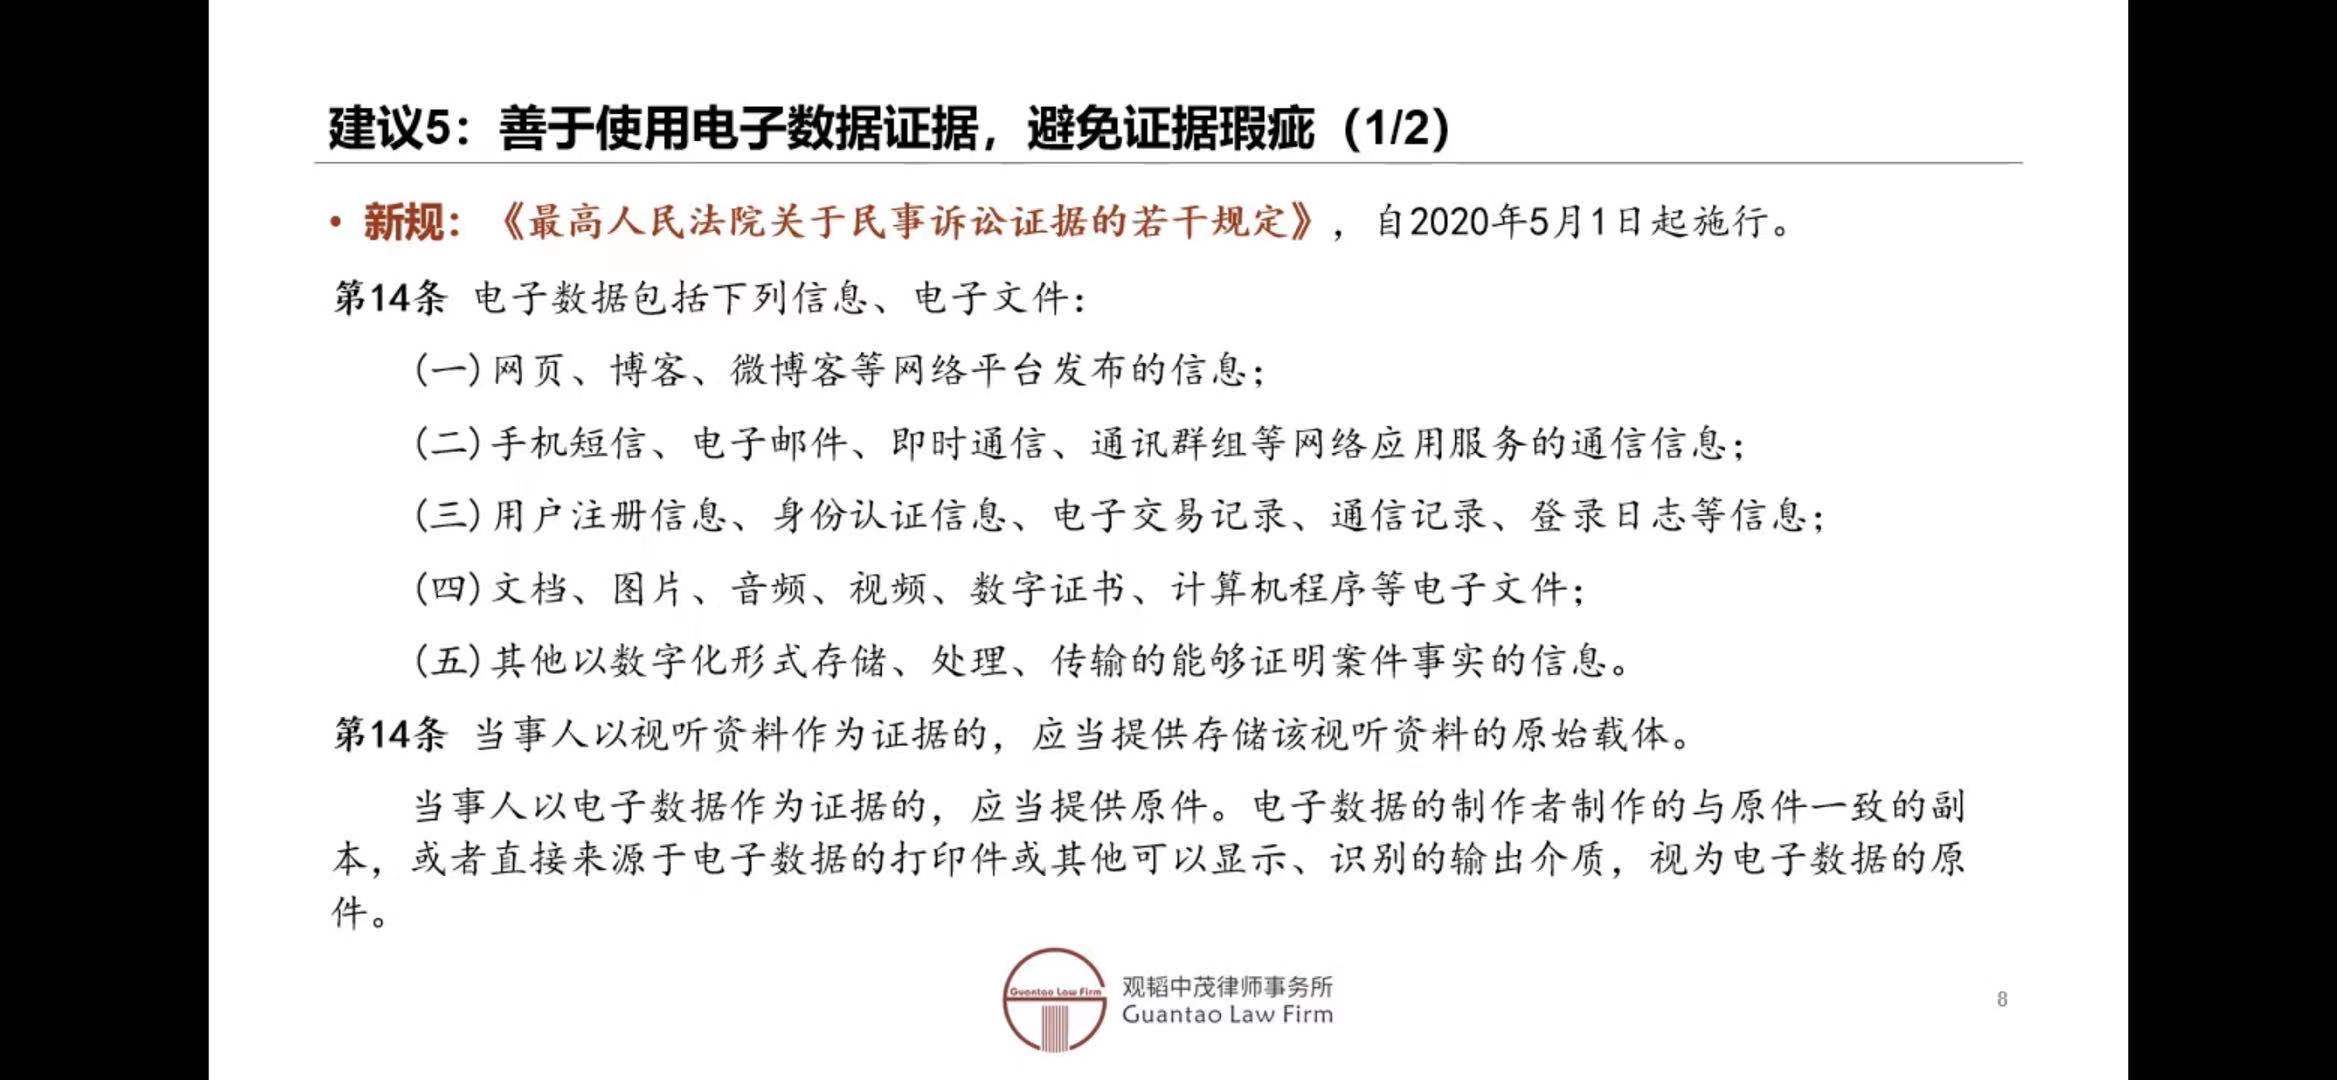 建议5：善于使用电子数据证据，避免证据瑕疵（1/2）
• 新规：《最高人民法院关于民事诉讼证据的若干规定》，自2020年5月1日起施行。
第14条 电子数据包括下列信息、电子文件：
(一)网页、博客、微博客等网络平台发布的信息；
(二)手机短信、电子邮件、即时通信、通讯群组等网络应用服务的通信信息；
(三)用户注册信息、身份认证信息、电子交易记录、通信记录、登录日志等信息；
(四)文档、图片、音频、视频、数字证书、计算机程序等电子文件；
(五)其他以数字化形式存储、处理、传输的能够证明案件事实的信息。
第14条 当事人以视听资料作为证据的，应当提供存储该视听资料的原始载体。
当事人以电子数据作为证据的，应当提供原件。电子数据的制作者制作的与原件一致的副
本，或者直接来源于电子数据的打印件或其他可以显示、识别的输出介质，视为电子数据的原
件。
Guantao Law Firm
观韬中茂律师事务所
Guantao Law Firm
8